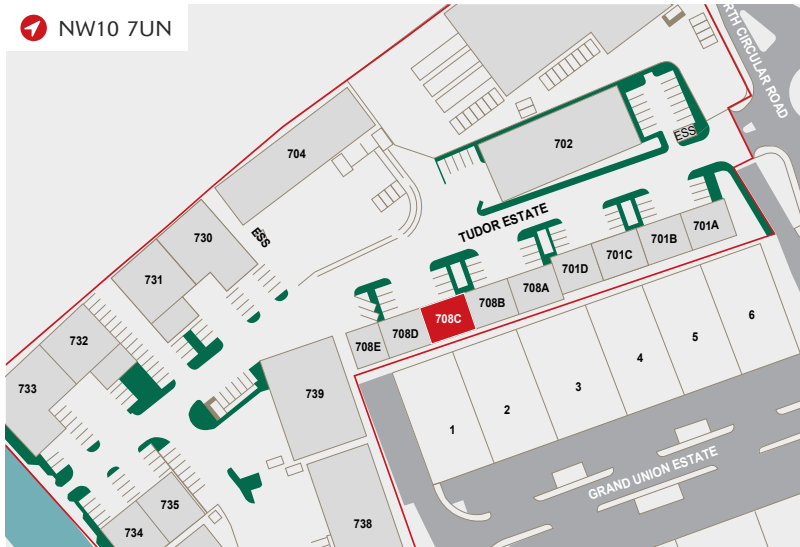 NW10 7UN
RTH CIRCULAR ROAD
704
702
ESS
730
ESS
TUDOR ESTATE
701A
701B
701C
701D
731
708A
708B
708C
708D
708E
732
733
739
6
5
4
3
2
1
GRAND UNION ESTATE
735
734
738